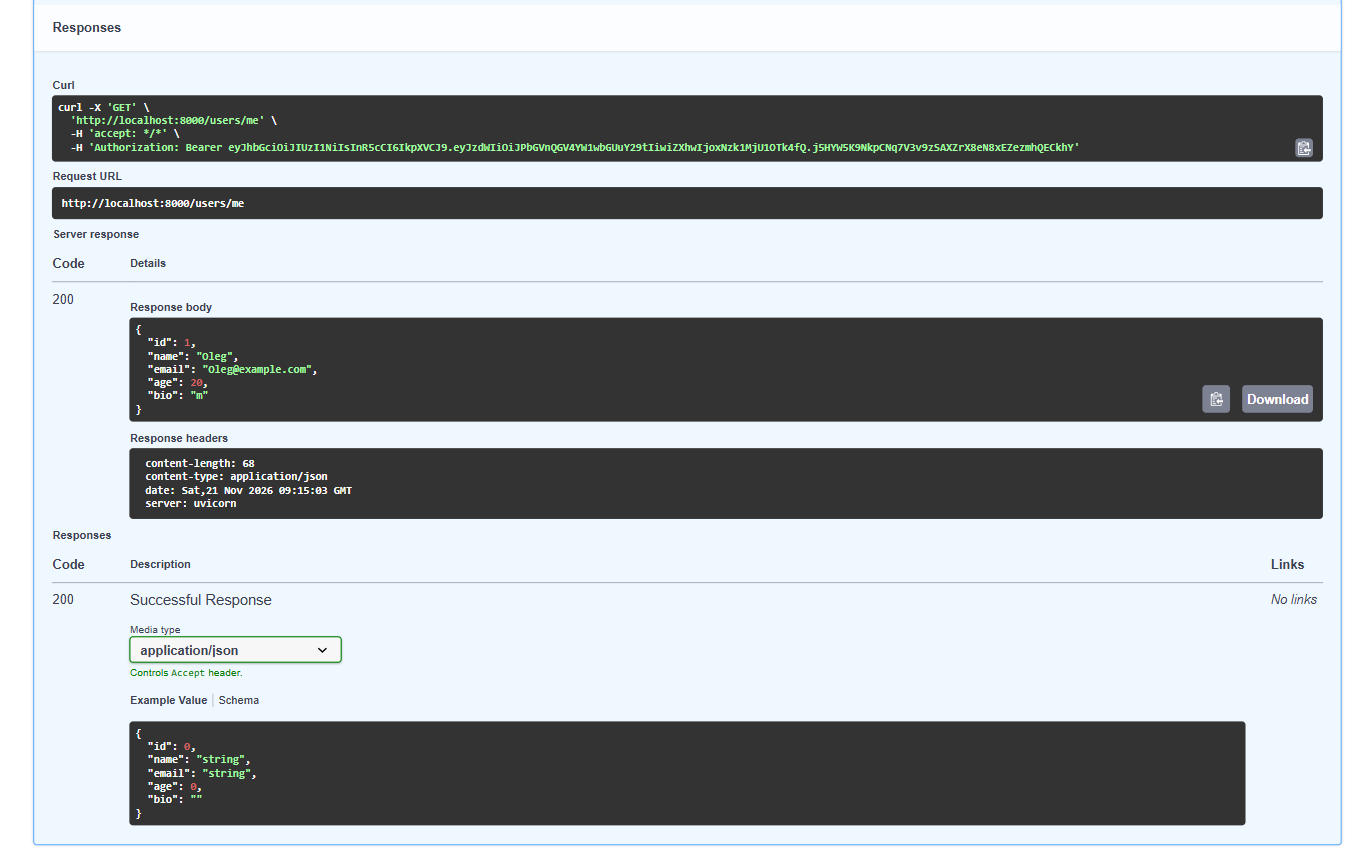 Responses
Curl
curl -X 'GET' \
'http://localhost:8000/users/me' \
-H 'accept: */*' \
-H 'Authorization: Bearer eyJhbGciOiJIUzI1NiIsInR5cCI6IkpXVCJ9.eyJzdWIiOiJPbGVnQGV4YW1wbGUuY29tIiwiZXhwIjoxNzk1MjU1OTk4fQ.j5HYW5K9NkpCNq7V3v9zSAXZrX8eN8xEZezmhQECkhY'
Request URL
http://localhost:8000/users/me
Server response
Code Details
200
Response body
{
"id": 1,
"name": "Oleg",
"email": "Oleg@example.com",
"age": 20,
"bio": "m"
}
Download
Response headers
content-length: 68
content-type: application/json
date: Sat,21 Nov 2026 09:15:03 GMT
server: uvicorn
Responses
Code Description Links
200 Successful Response No links
Media type
application/json
Controls Accept header.
Example Value Schema
{
"id": 0,
"name": "string",
"email": "string",
"age": 0,
"bio": ""
}